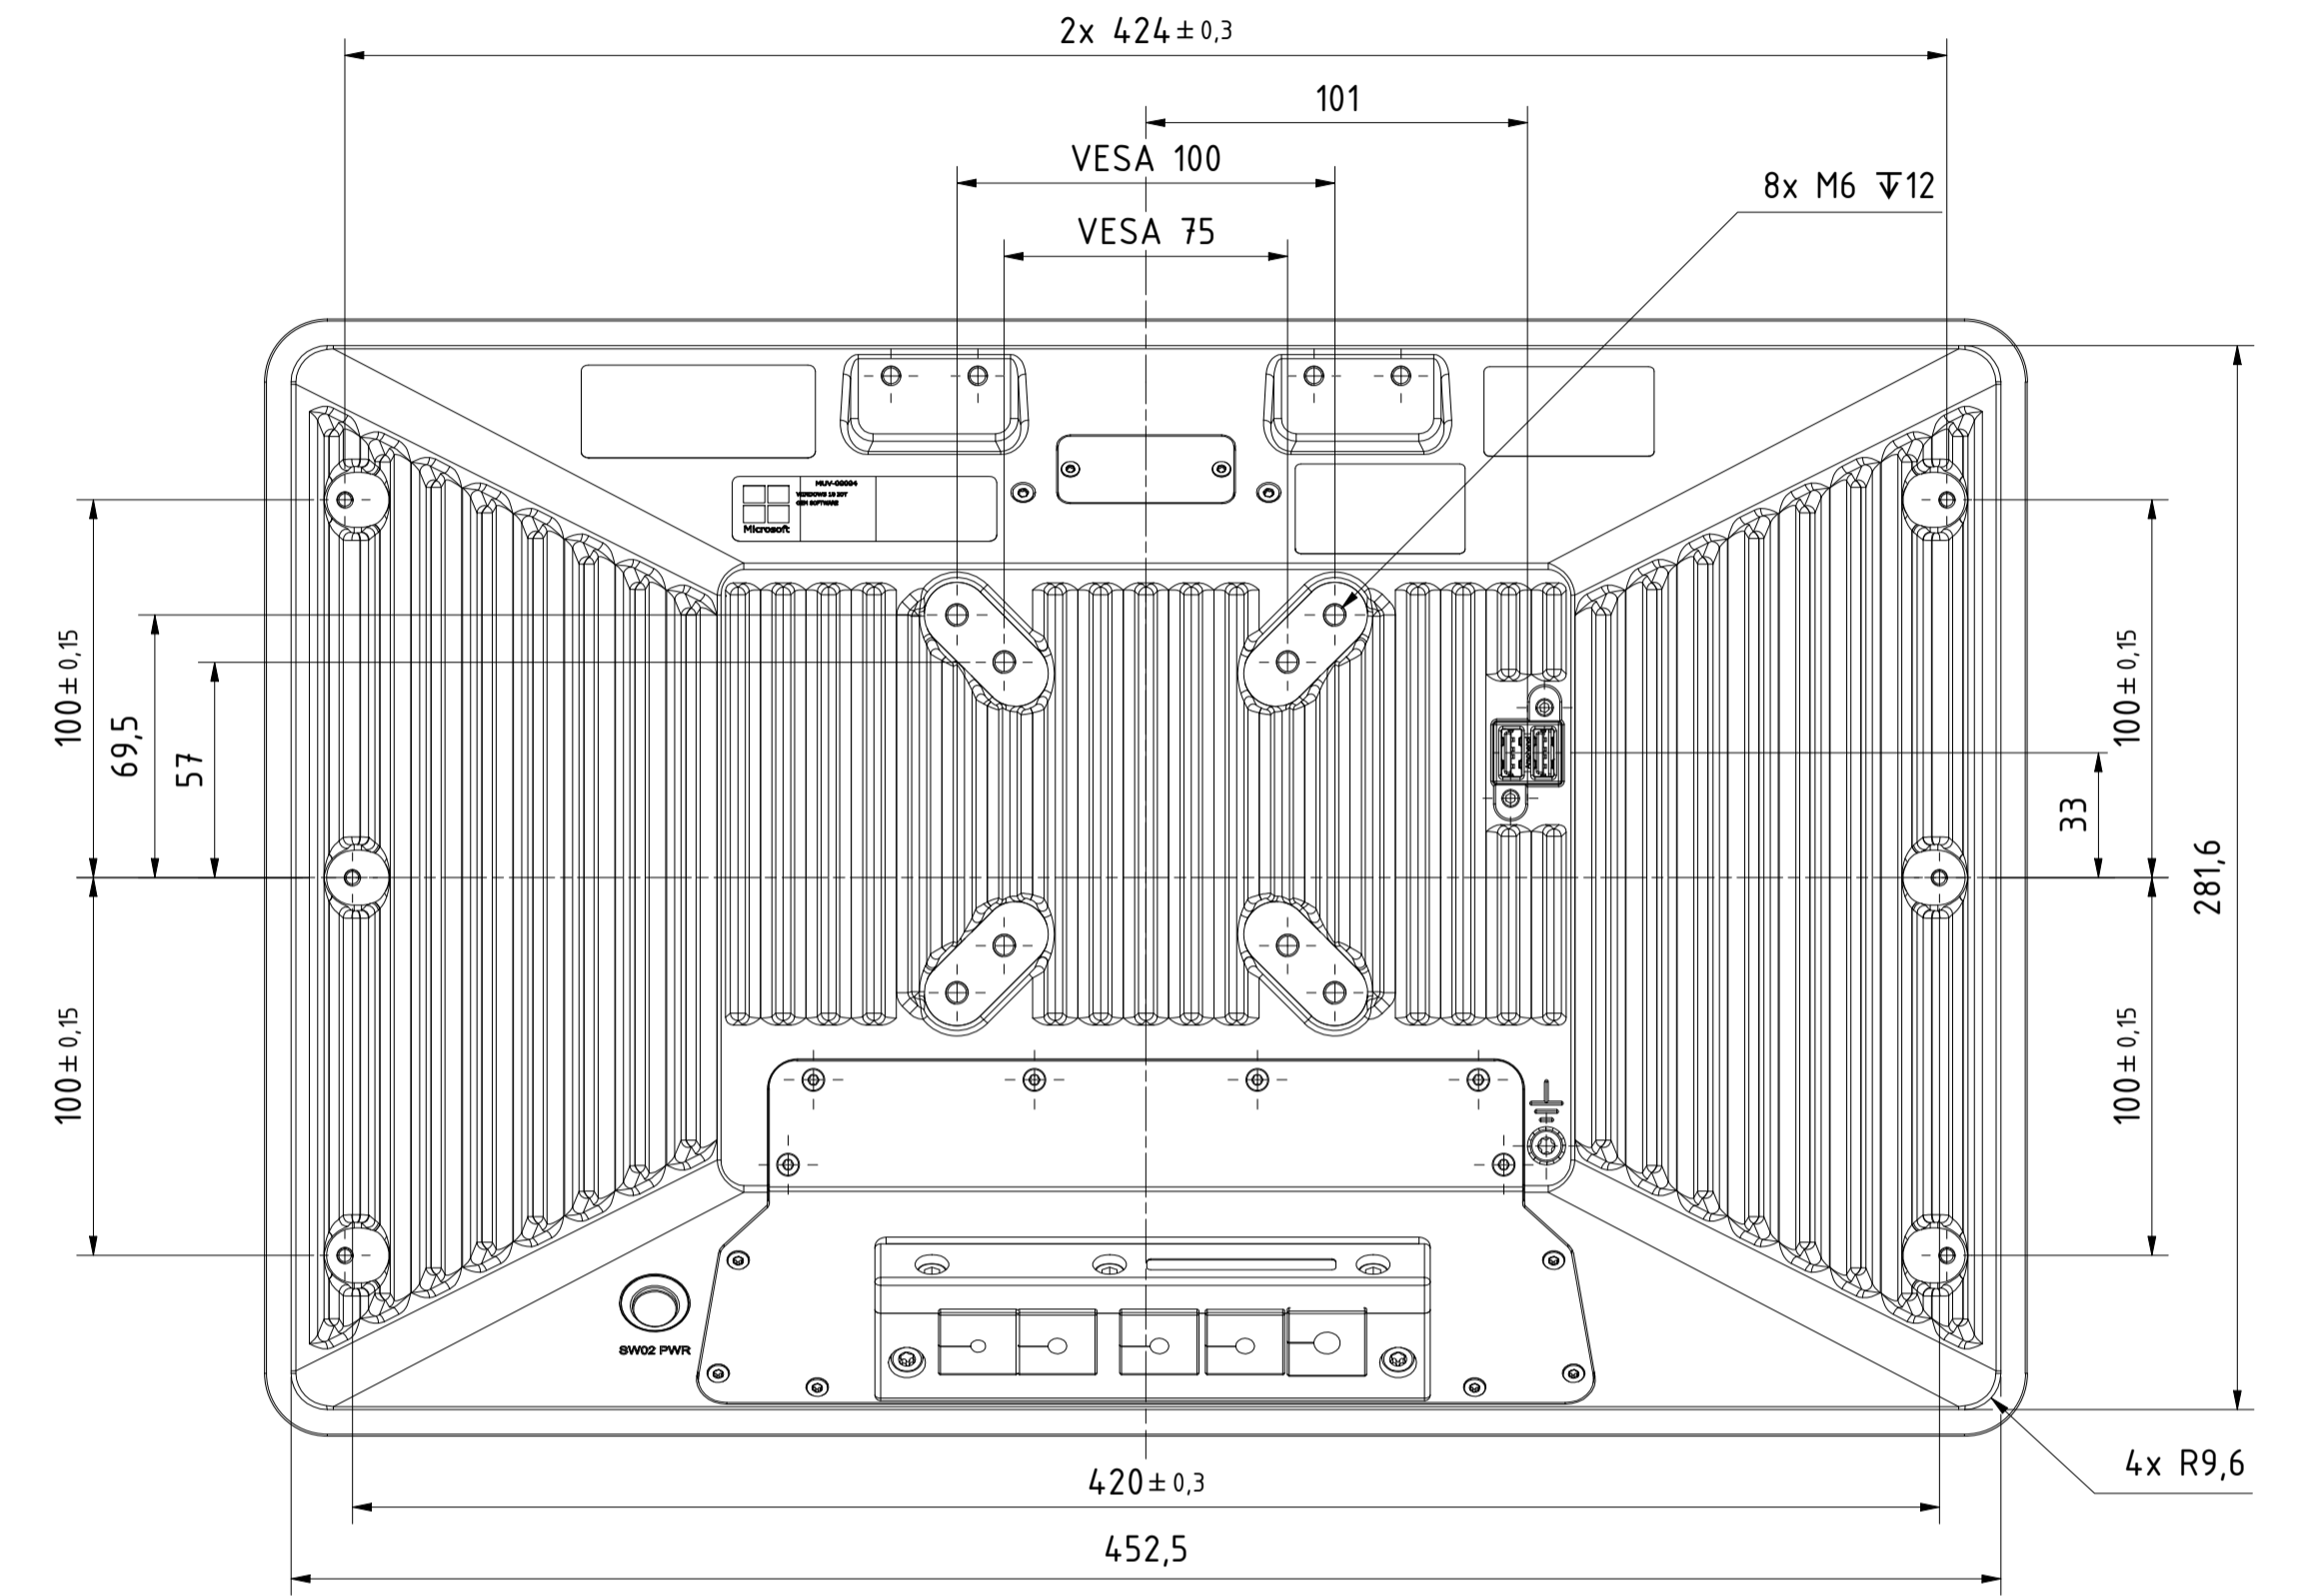 2x 424 ± 0,3
101
VESA 100
8x M6 ↧12
VESA 75
MUV-00004
Microsoft
100 ± 0,15
69,5
57
100 ± 0,15
33
281,6
100 ± 0,15
100 ± 0,15
SW02 PWR
4x R9,6
420 ± 0,3
452,5